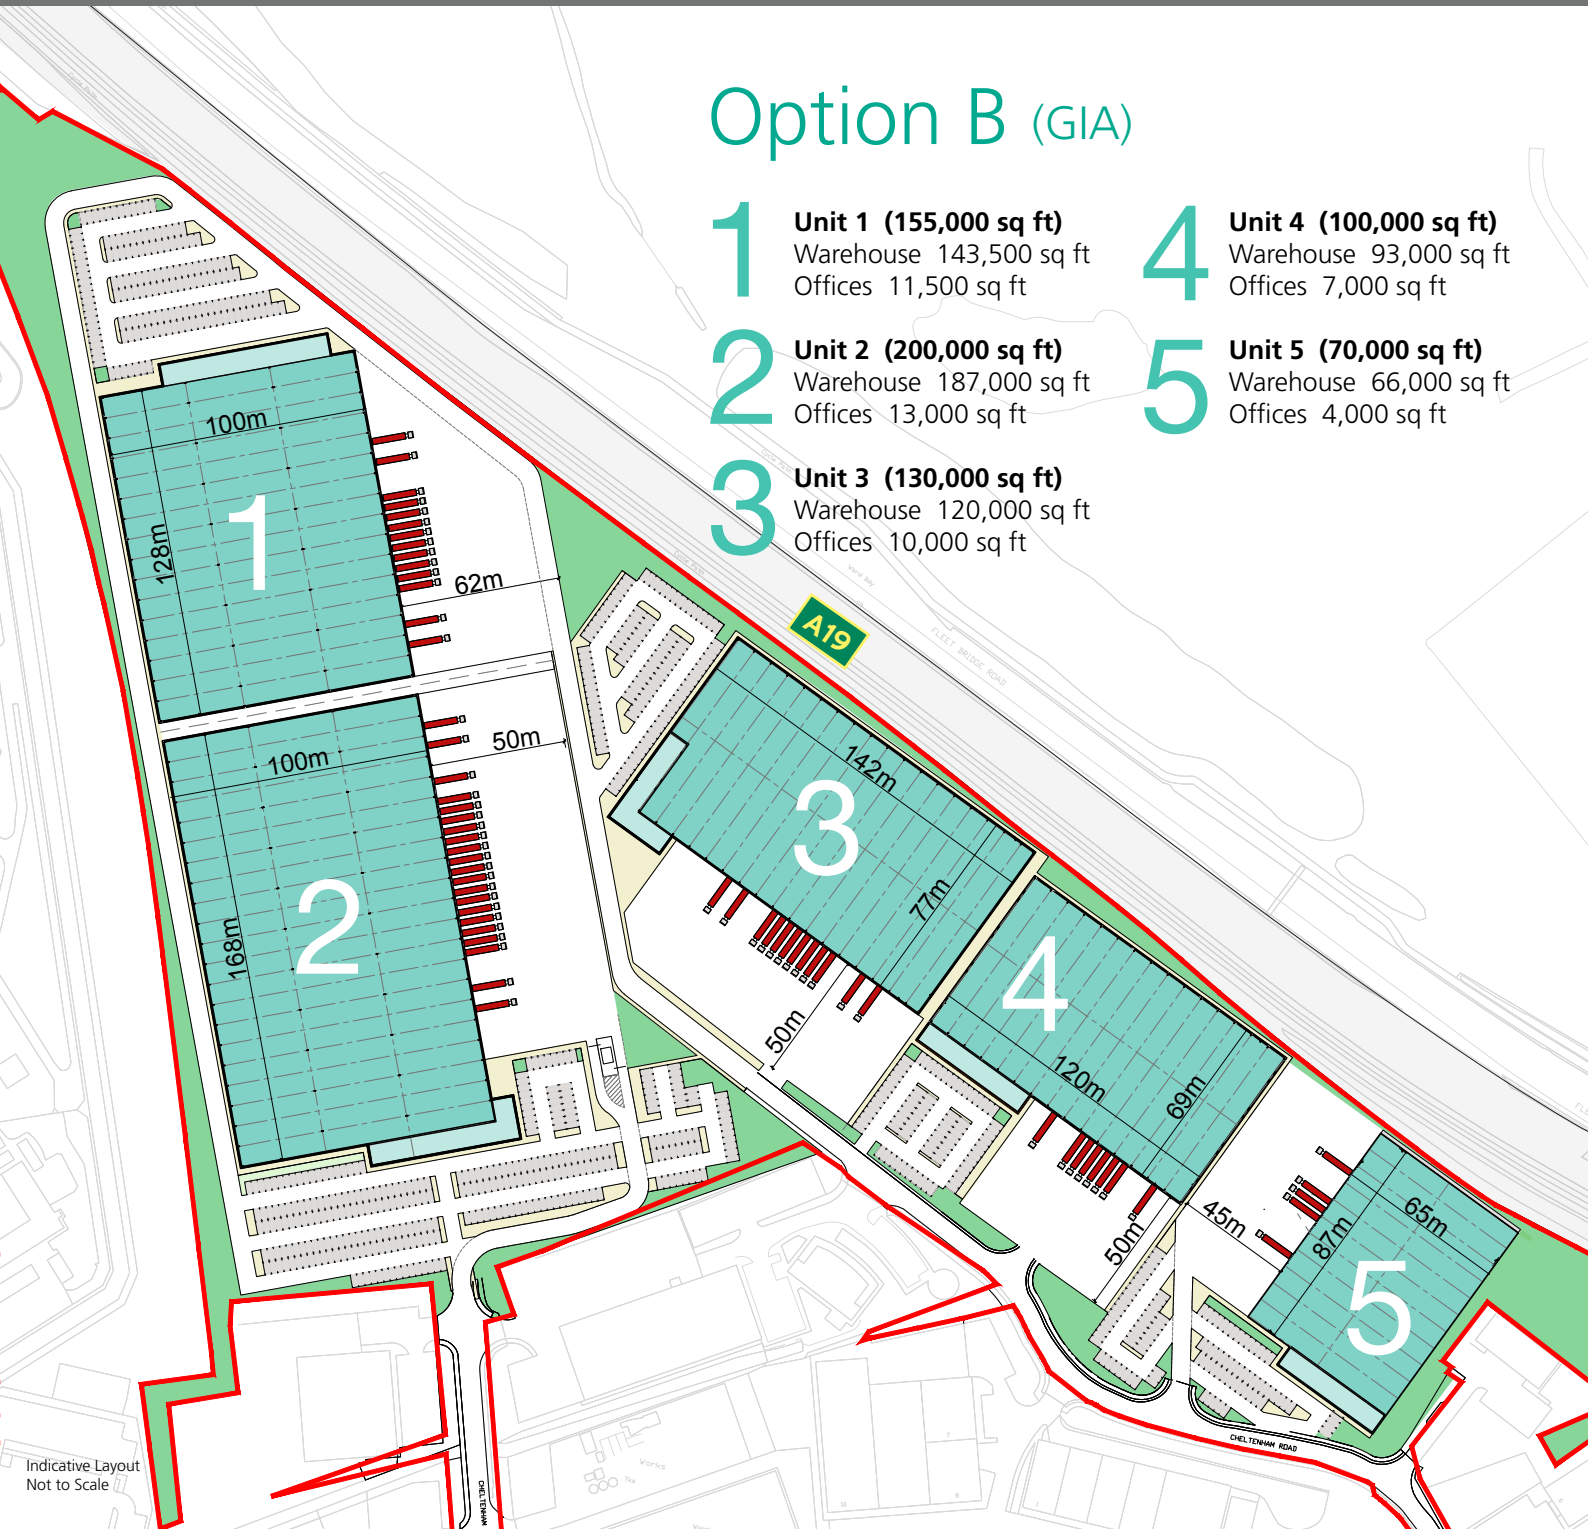 Option B (GIA)
1
Unit 1 (155,000 sq ft)
Warehouse 143,500 sq ft
Offices 11,500 sq ft
2
Unit 2 (200,000 sq ft)
Warehouse 187,000 sq ft
Offices 13,000 sq ft
3
Unit 3 (130,000 sq ft)
Warehouse 120,000 sq ft
Offices 10,000 sq ft
4
Unit 4 (100,000 sq ft)
Warehouse 93,000 sq ft
Offices 7,000 sq ft
5
Unit 5 (70,000 sq ft)
Warehouse 66,000 sq ft
Offices 4,000 sq ft
100m
1
128m
62m
100m
50m
2
168m
A19
FLEET BRIDGE ROAD
142m
3
77m
50m
4
120m
69m
50m
45m
87m
65m
5
CHELTENHAM ROAD
CHELTENHAM
Works
Indicative Layout
Not to Scale